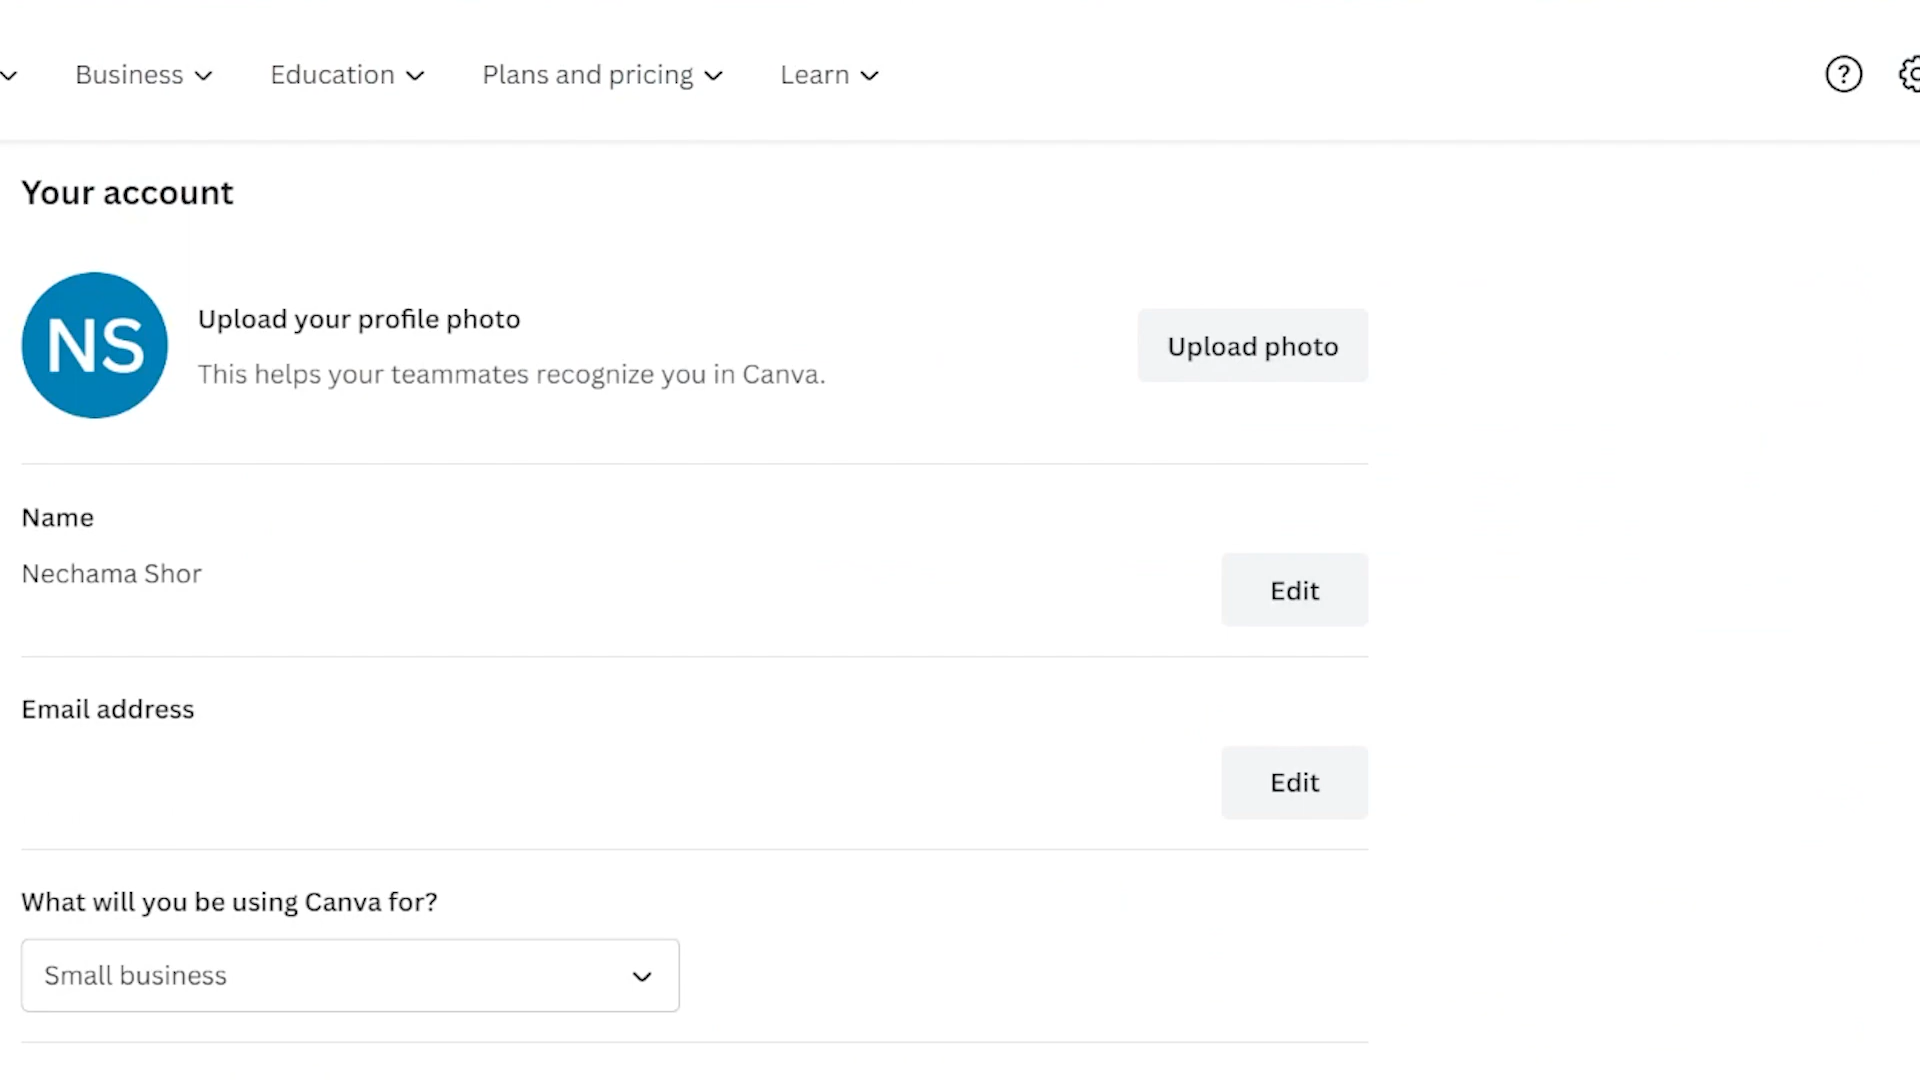 Business
Education
Plans and pricing
Learn
?
Your account
NS
Upload your profile photo
This helps your teammates recognize you in Canva.
Upload photo
Name
Nechama Shor
Edit
Email address
Edit
What will you be using Canva for?
Small business